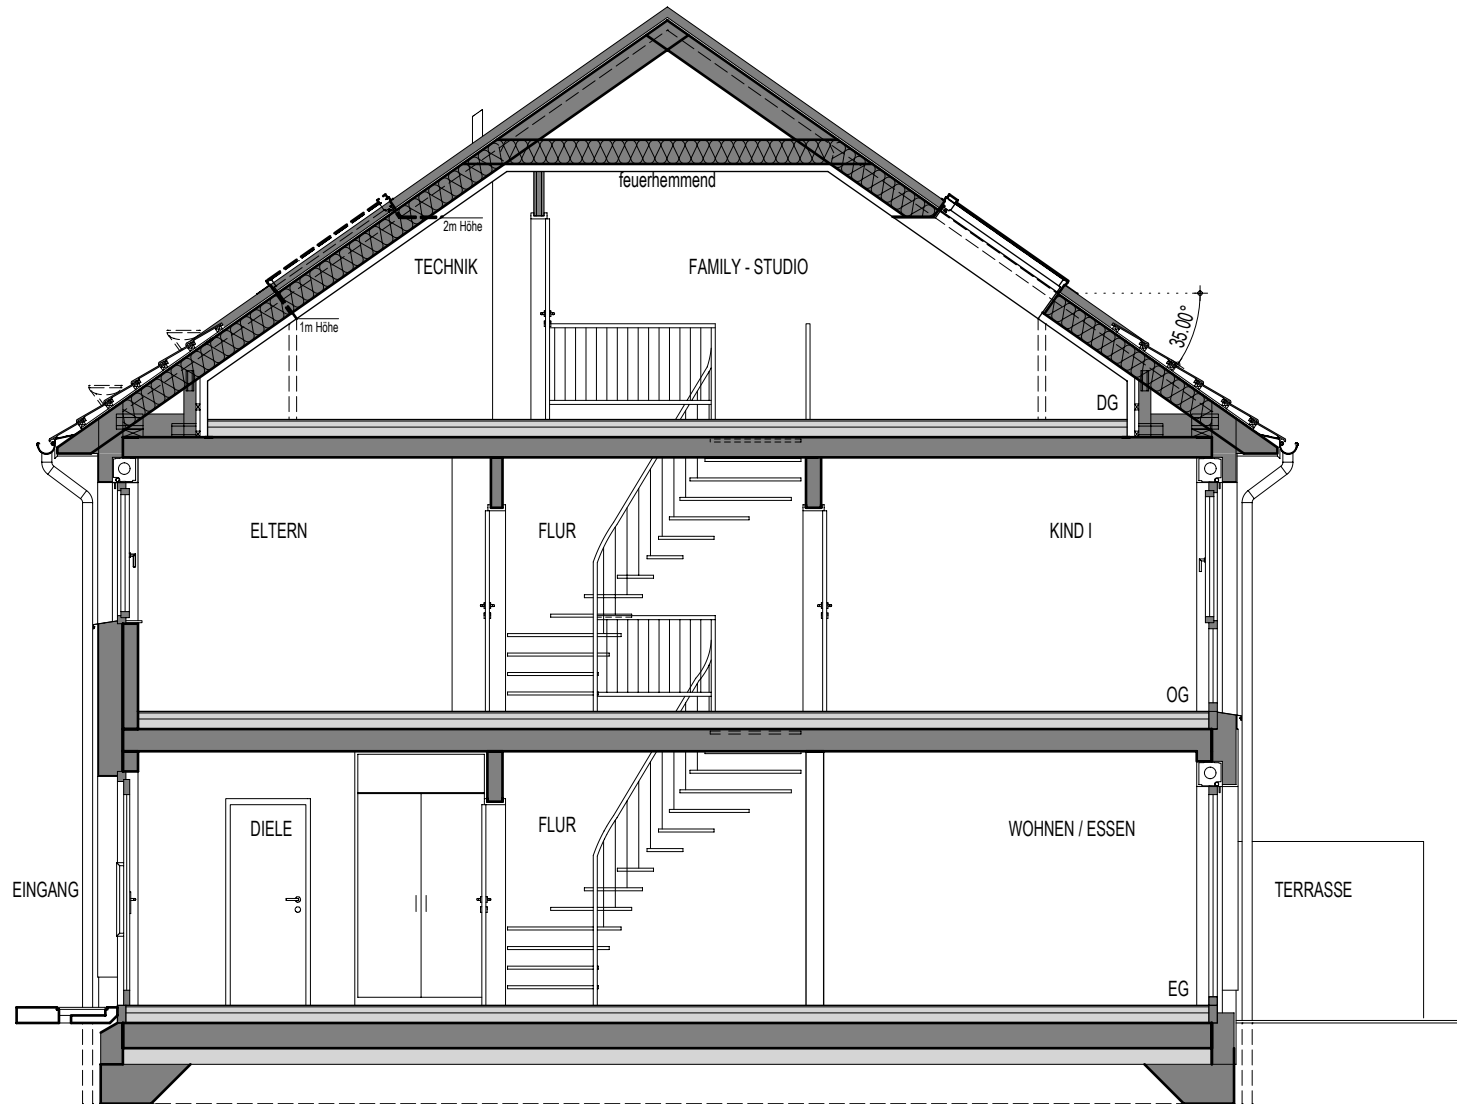 feuerhemmend
2m Höhe
TECHNIK
FAMILY - STUDIO
1m Höhe
35.00°
DG
ELTERN
FLUR
KIND I
OG
DIELE
FLUR
WOHNEN / ESSEN
EINGANG
TERRASSE
EG